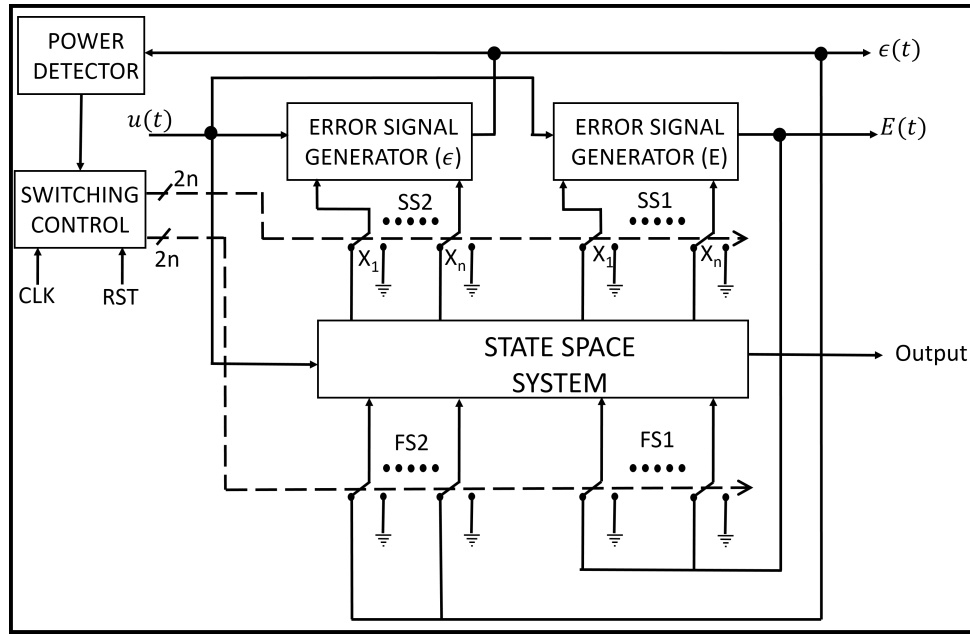 POWER
DETECTOR
ϵ(t)
u(t)
ERROR SIGNAL
GENERATOR (ϵ)
ERROR SIGNAL
GENERATOR (E)
E(t)
SWITCHING
CONTROL
2n
2n
SS2
SS1
X1
Xn
X1
Xn
CLK
RST
STATE SPACE
SYSTEM
Output
FS2
FS1